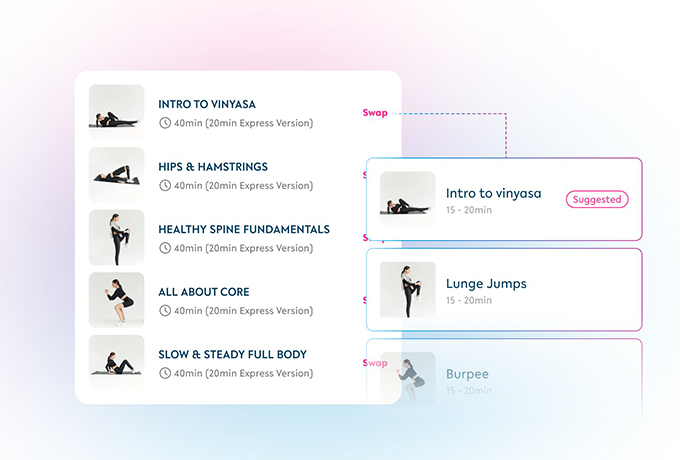 INTRO TO VINYASA
40min (20min Express Version)
Swap
HIPS & HAMSTRINGS
40min (20min Express Version)
HEALTHY SPINE FUNDAMENTALS
40min (20min Express Version)
ALL ABOUT CORE
40min (20min Express Version)
SLOW & STEADY FULL BODY
40min (20min Express Version)
Swap
Intro to vinyasa
15 - 20min
Suggested
Lunge Jumps
15 - 20min
Burpee
15 - 20min